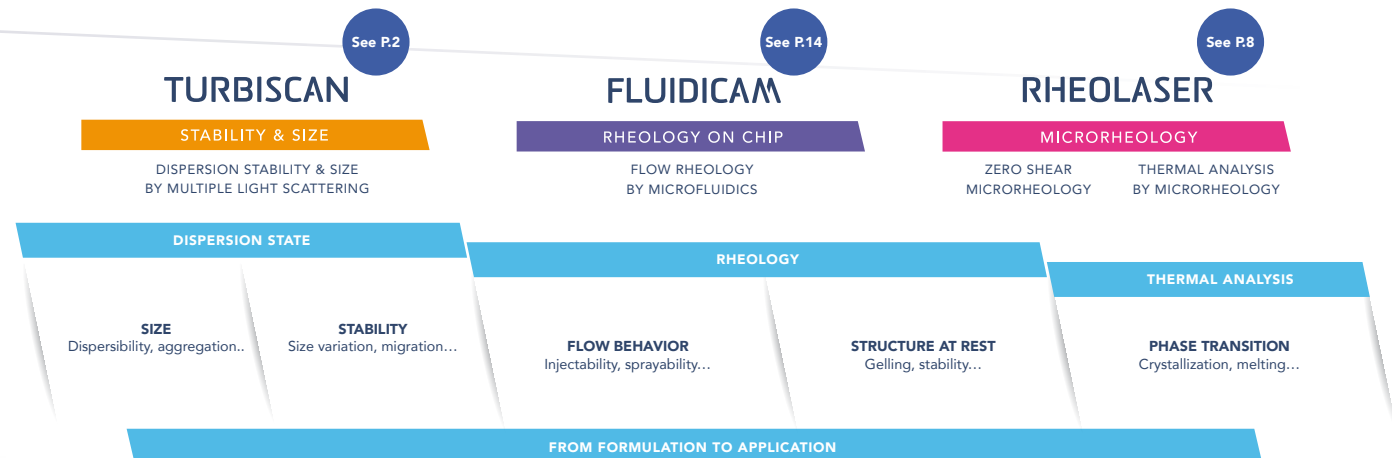 See P.2
See P.14
See P.8
TURBISCAN
FLUIDICAM
RHEOLASER
STABILITY & SIZE
RHEOLOGY ON CHIP
MICRORHEOLOGY
DISPERSION STABILITY & SIZE
BY MULTIPLE LIGHT SCATTERING
FLOW RHEOLOGY
BY MICROFLUIDICS
ZERO SHEAR
MICRORHEOLOGY
THERMAL ANALYSIS
BY MICRORHEOLOGY
DISPERSION STATE
RHEOLOGY
THERMAL ANALYSIS
SIZE
Dispersibility, aggregation..
STABILITY
Size variation, migration…
FLOW BEHAVIOR
Injectability, sprayability…
STRUCTURE AT REST
Gelling, stability…
PHASE TRANSITION
Crystallization, melting…
FROM FORMULATION TO APPLICATION